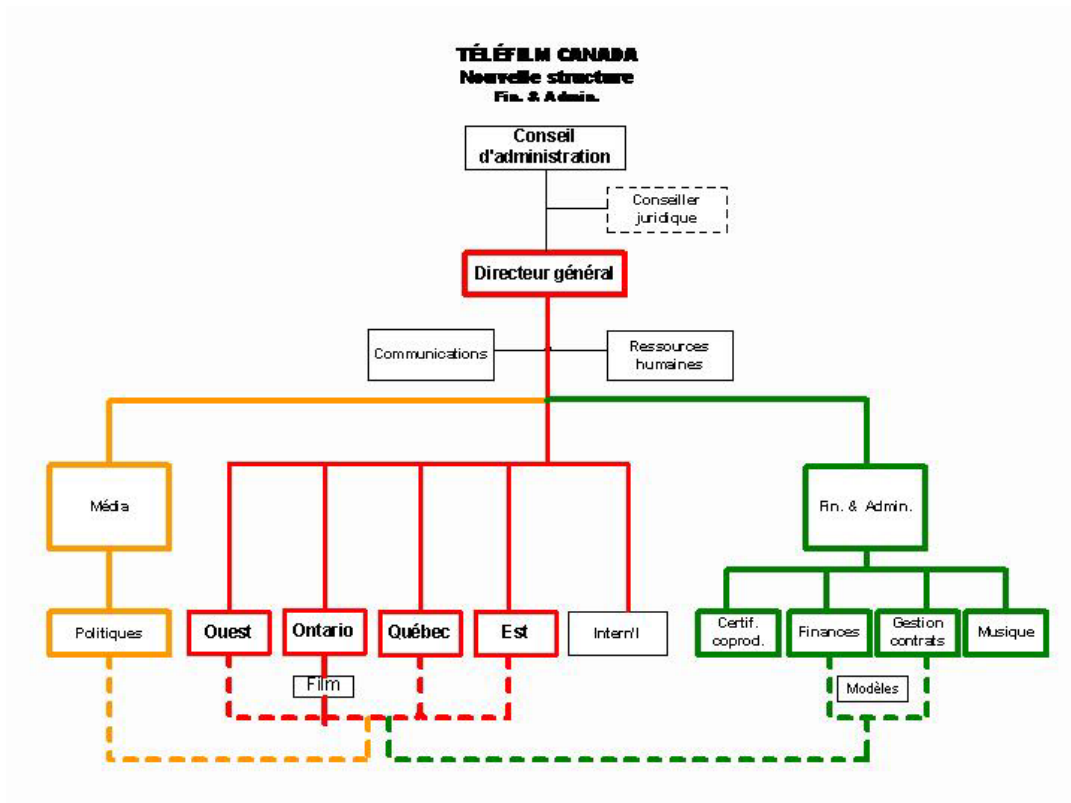 TÉLÉFILM CANADA
Nouvelle structure
Fin. & Admin.
Conseil
d'administration
Conseiller
juridique
Directeur général
Communications
Ressources
humaines
Média
Fin. & Admin.
Politiques
Ouest
Ontario
Québec
Est
Intern'l
Certif.
coprod.
Finances
Gestion
contrats
Musique
Film
Modèles